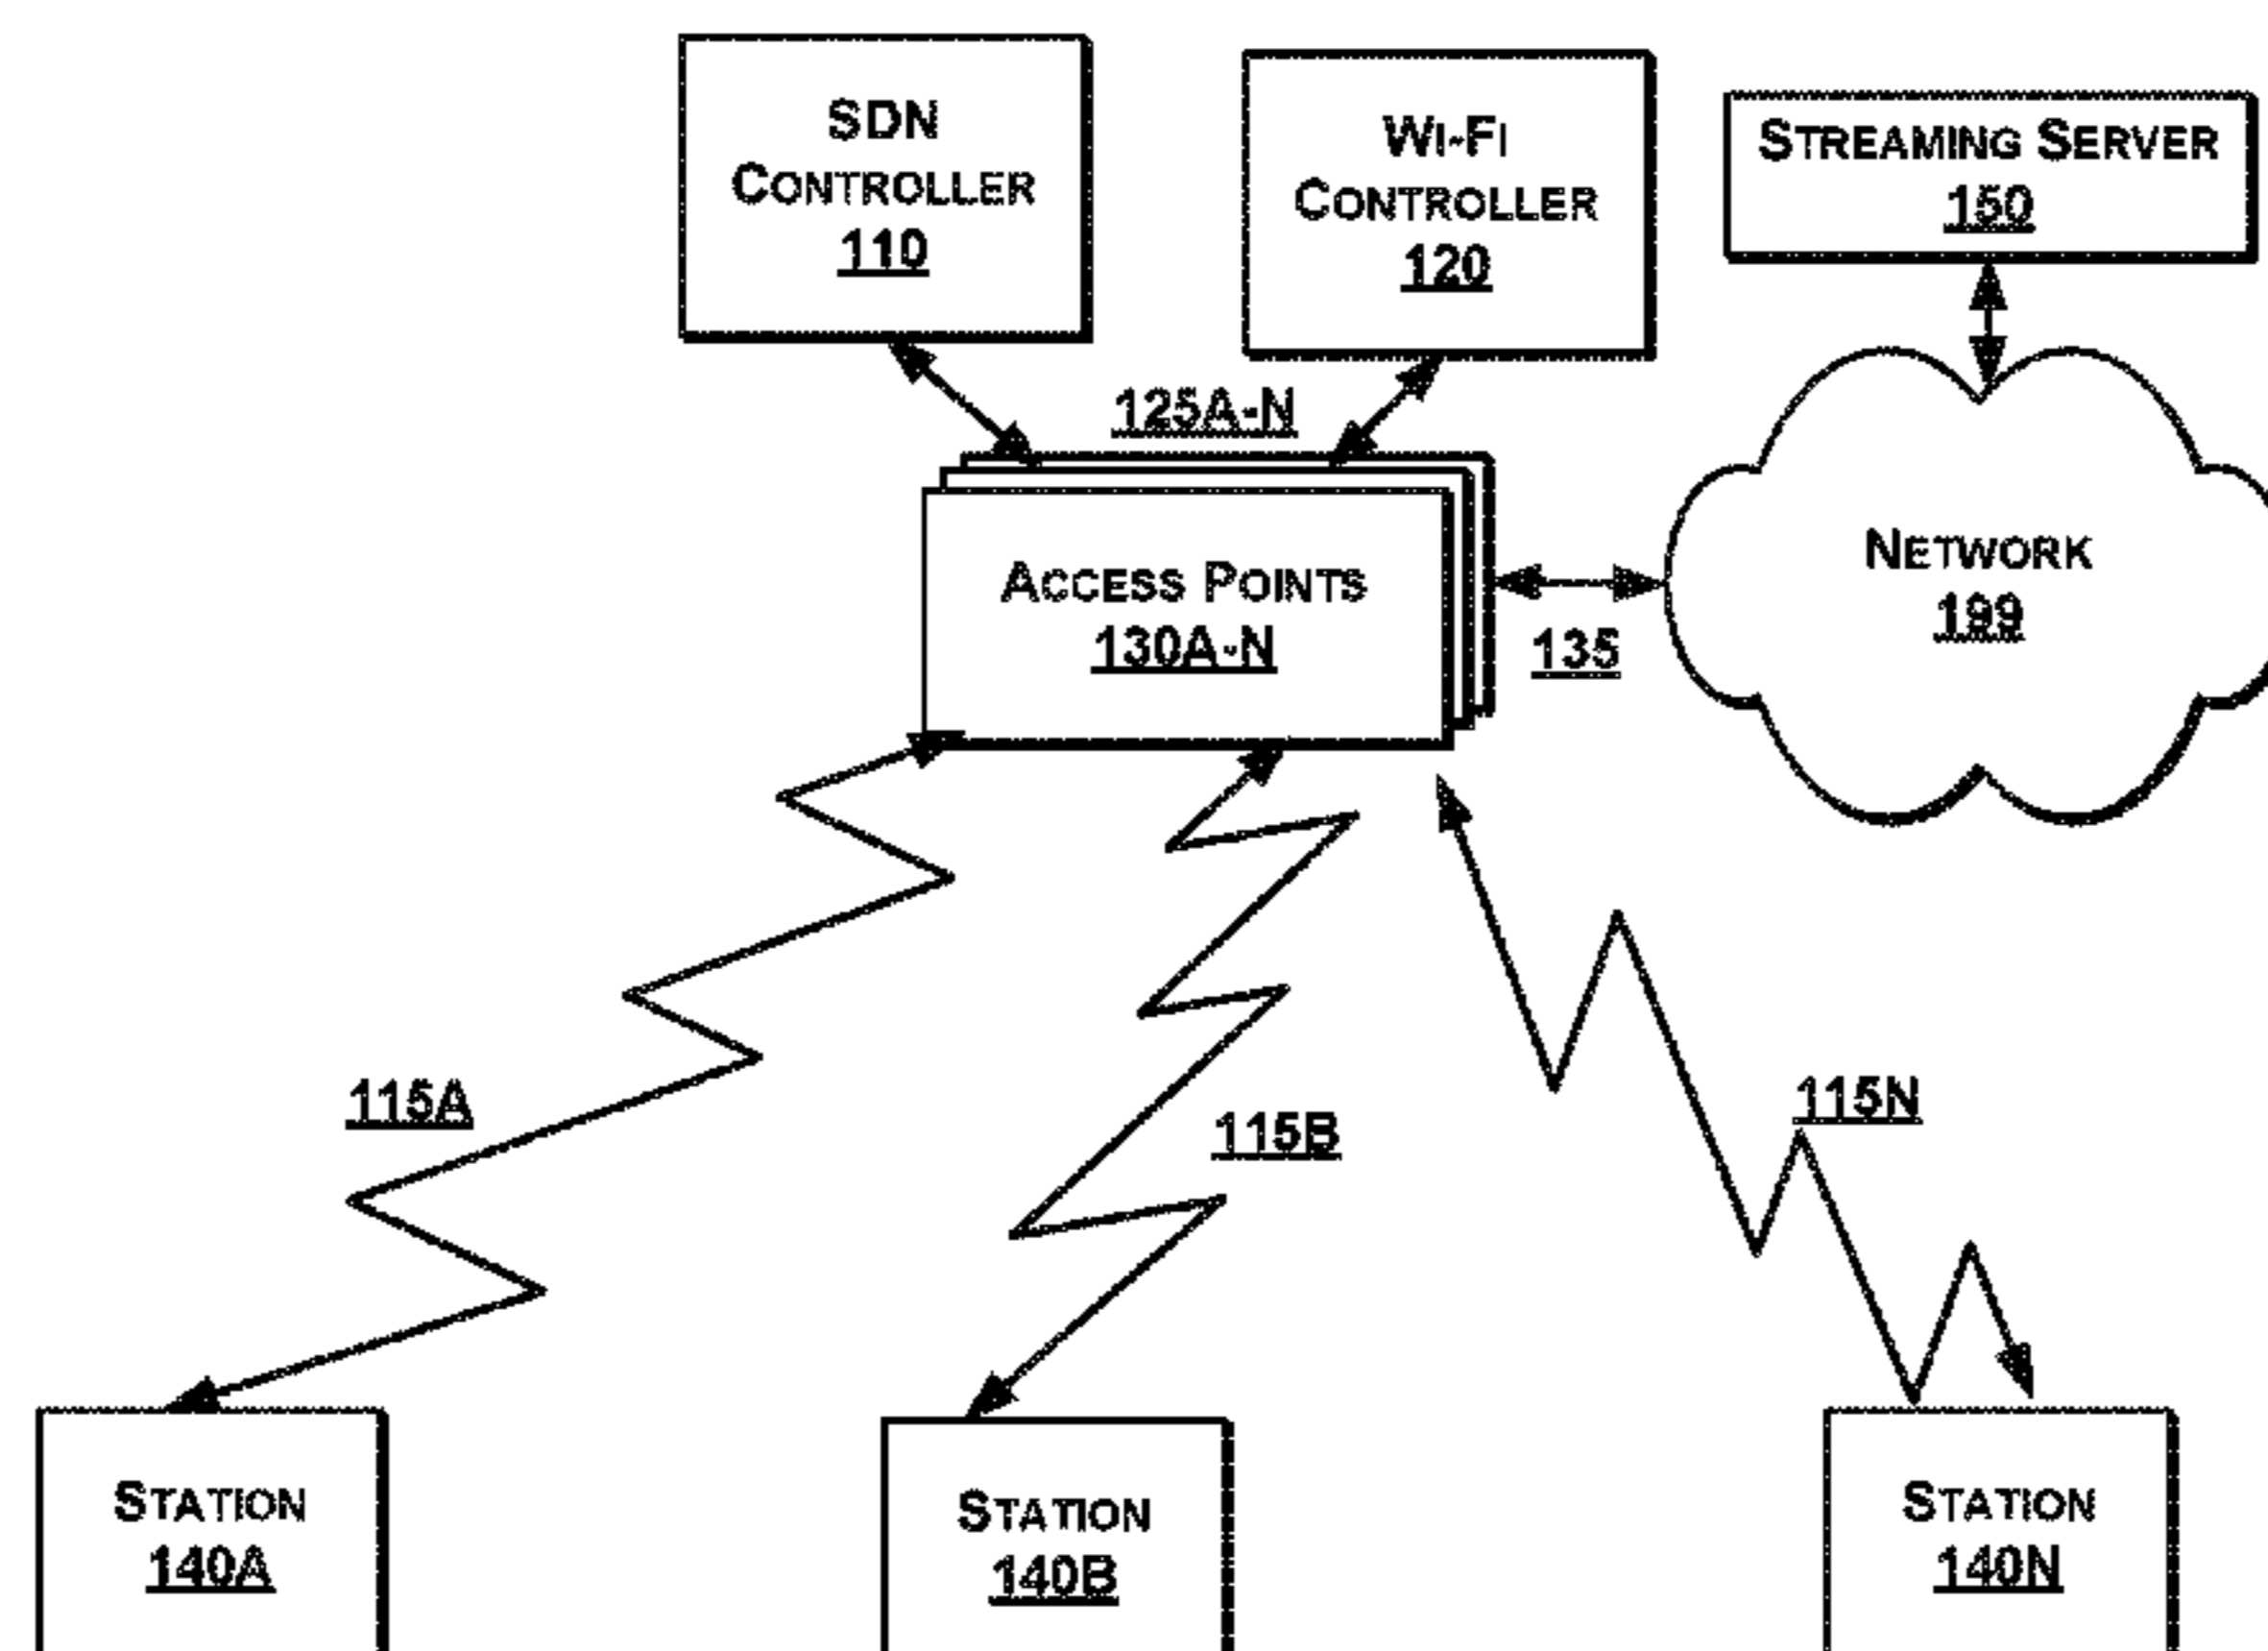 SDN
CONTROLLER
110
WI-FI
CONTROLLER
120
STREAMING SERVER
150
125A-N
ACCESS POINTS
130A-N
135
NETWORK
199
115A
115B
115N
STATION
140A
STATION
140B
STATION
140N